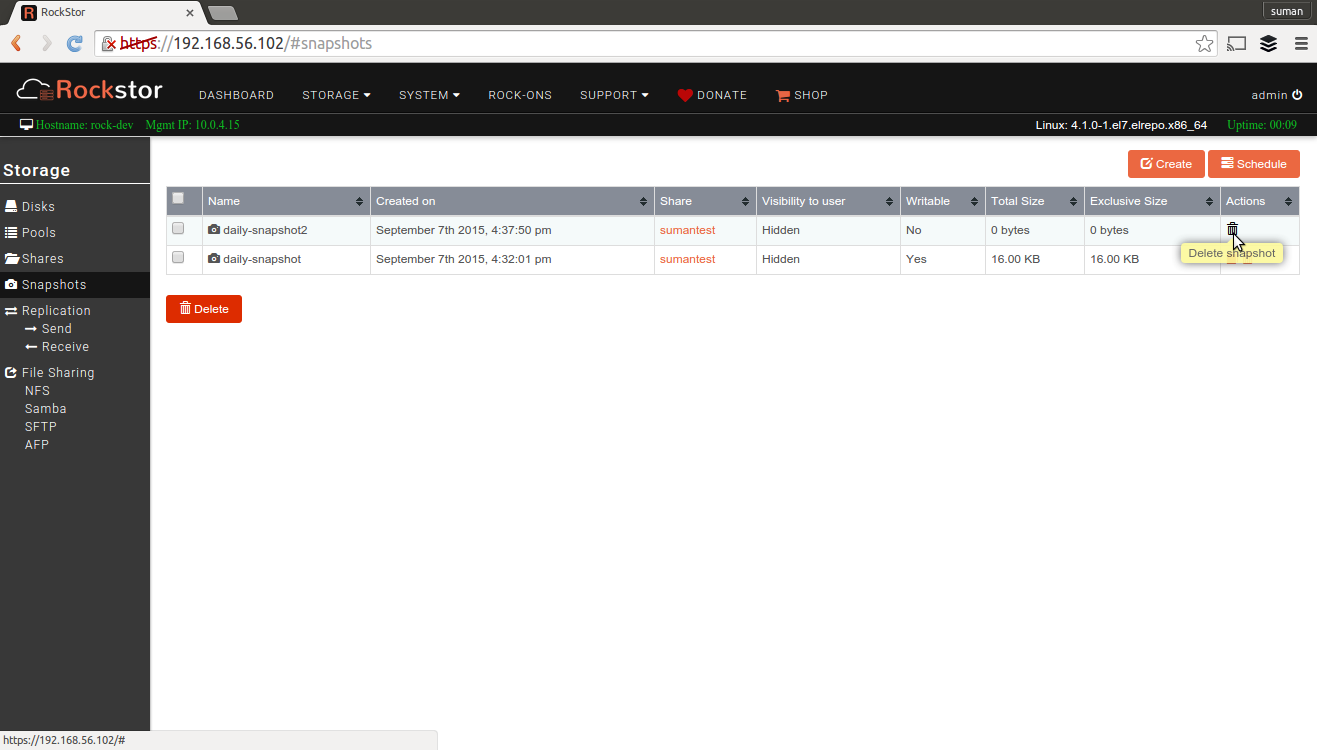 RockStor
suman
https://192.168.56.102/#snapshots
Rockstor DASHBOARD STORAGE SYSTEM ROCK-ONS SUPPORT DONATE SHOP admin
Hostname: rock-dev Mgmt IP: 10.0.4.15 Linux: 4.1.0-1.el7.elrepo.x86_64 Uptime: 00:09
Storage
Disks
Pools
Shares
Snapshots
Replication
Send
Receive
File Sharing
NFS
Samba
SFTP
AFP
Create Schedule
Name Created on Share Visibility to user Writable Total Size Exclusive Size Actions
daily-snapshot2 September 7th 2015, 4:37:50 pm sumantest Hidden No 0 bytes 0 bytes
Delete snapshot
daily-snapshot September 7th 2015, 4:32:01 pm sumantest Hidden Yes 16.00 KB 16.00 KB
Delete
https://192.168.56.102/#